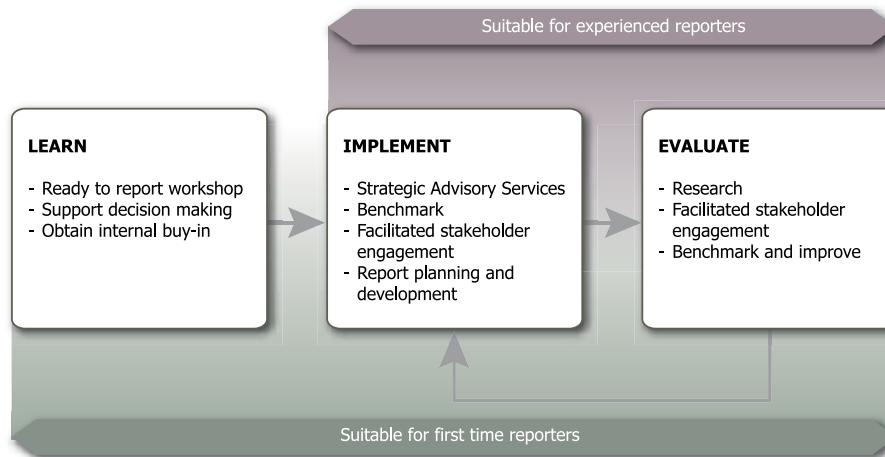 Suitable for experienced reporters
LEARN
- Ready to report workshop
- Support decision making
- Obtain internal buy-in
IMPLEMENT
- Strategic Advisory Services
- Benchmark
- Facilitated stakeholder
engagement
- Report planning and
development
EVALUATE
- Research
- Facilitated stakeholder
engagement
- Benchmark and improve
Suitable for first time reporters